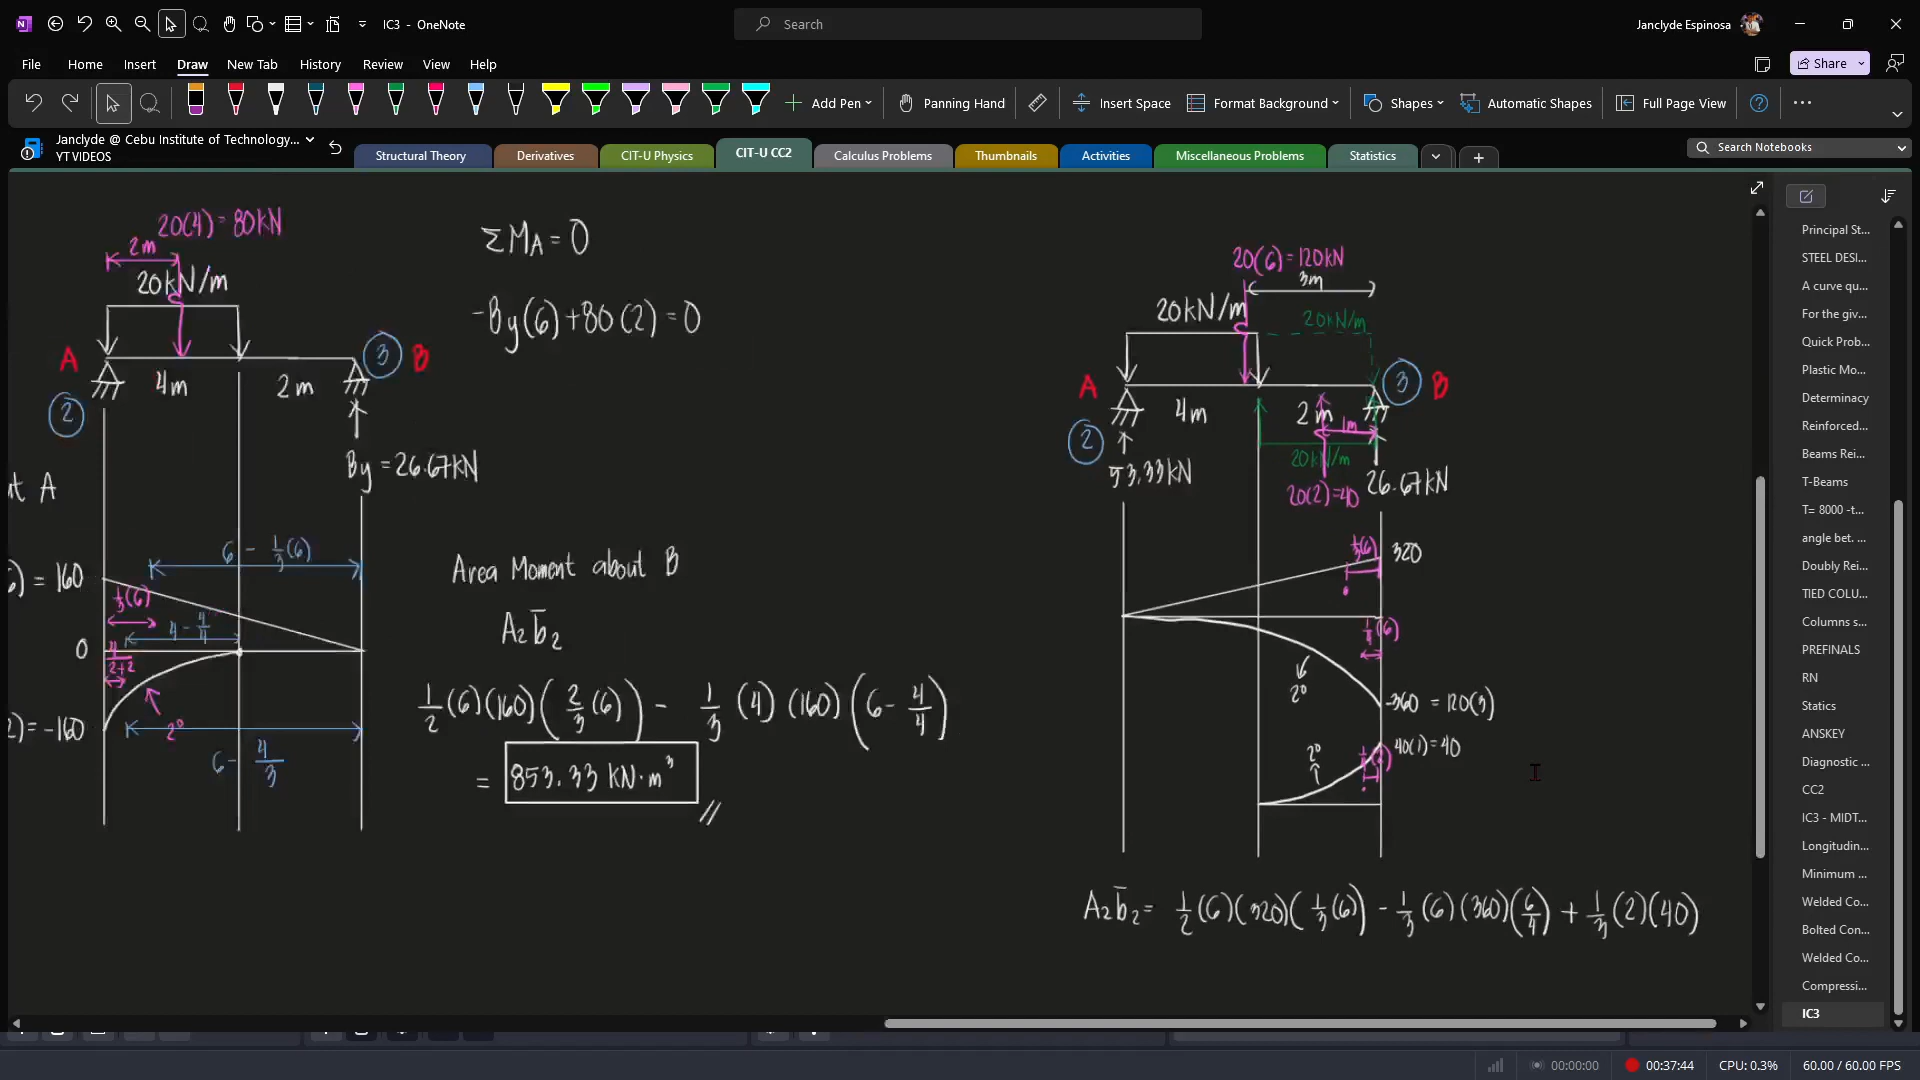 IC3 - OneNote
Search
Janclyde Espinosa
File Home Insert Draw New Tab History Review View Help
Share
Add Pen Panning Hand Insert Space Format Background Shapes Automatic Shapes Full Page View
Janclyde @ Cebu Institute of Technology...
YT VIDEOS
Structural Theory Derivatives CIT-U Physics CIT-U CC2 Calculus Problems Thumbnails Activities Miscellaneous Problems Statistics
Search Notebooks
20(4) = 80KN
2m
20KN/m
A
4m
2m
3 B
2
By = 26.67KN
ut A
6 - 1/3(6)
) = 160
1/3(6)
4 - 4/4
0
4/(2+2)
2°
2) = -160
6 - 4/3
ΣMA = 0
-By(6) + 80(2) = 0
Area Moment about B
A2b̄2
1/2(6)(160)(2/3(6)) - 1/3(4)(160)(6 - 4/4)
= 853.33 KN·m³ //
20(6) = 120KN
3m
20KN/m
20KN/m
A
4m
2m
3 B
1m
2
53.33KN
20KN/m
20(2)=40
26.67KN
1/3(6)
320
1/4(6)
2°
-360 = 120(3)
2°
40(1) = 40
A2b̄2 = 1/2(6)(320)(1/3(6)) - 1/3(6)(360)(6/4) + 1/3(2)(40)
Principal St...
STEEL DESI...
A curve qu...
For the giv...
Quick Prob...
Plastic Mo...
Determinacy
Reinforced...
Beams Rei...
T-Beams
T= 8000 -t...
angle bet. ...
Doubly Rei...
TIED COLU...
Columns s...
PREFINALS
RN
Statics
ANSKEY
Diagnostic ...
CC2
IC3 - MIDT...
Longitudin...
Minimum ...
Welded Co...
Bolted Con...
Welded Co...
Compressi...
IC3
00:00:00 00:37:44 CPU: 0.3% 60.00 / 60.00 FPS